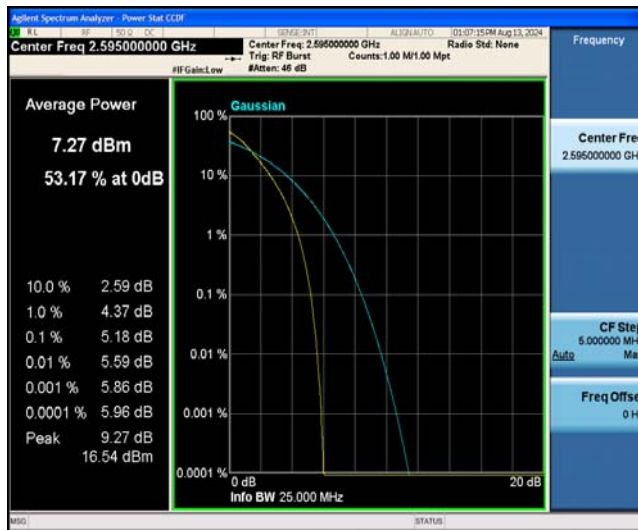 Agilent Spectrum Analyzer - Power Stat CCDF
RL RF 50 Ω DC SENSE:INT ALIGN AUTO 01:07:15 PM Aug 13, 2024
Center Freq 2.595000000 GHz
Center Freq: 2.595000000 GHz Radio Std: None
Trig: RF Burst Counts:1.00 M/1.00 Mpt
#IFGain:Low #Atten: 46 dB
Frequency
Average Power
7.27 dBm
53.17 % at 0dB
10.0 % 2.59 dB
1.0 % 4.37 dB
0.1 % 5.18 dB
0.01 % 5.59 dB
0.001 % 5.86 dB
0.0001 % 5.96 dB
Peak 9.27 dB
16.54 dBm
Gaussian
100 %
10 %
1 %
0.1 %
0.01 %
0.001 %
0.0001 %
0 dB 20 dB
Info BW 25.000 MHz
Center Fre
2.595000000 GH
CF Step
5.000000 MH
Auto Ma
Freq Offse
0 H
MSG STATUS